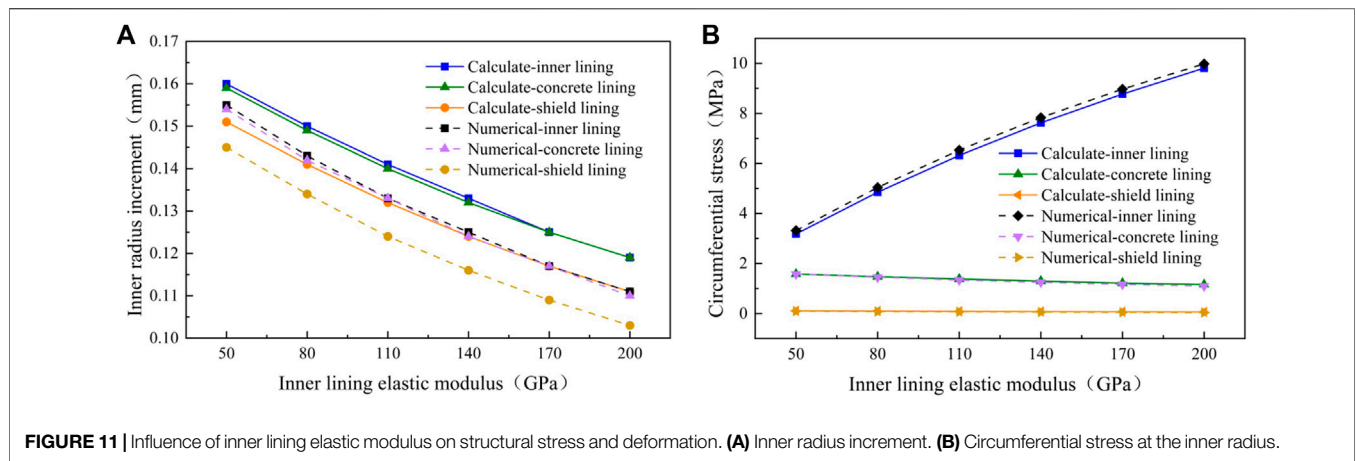 A
0.17
0.16
0.15
0.14
0.13
0.12
0.11
0.10
Inner radius increment（mm）
Calculate-inner lining
Calculate-concrete lining
Calculate-shield lining
Numerical-inner lining
Numerical-concrete lining
Numerical-shield lining
50 80 110 140 170 200
Inner lining elastic modulus（GPa）
B
10
8
6
4
2
0
Circumferential stress（MPa）
Calculate-inner lining
Calculate-concrete lining
Calculate-shield lining
Numerical-inner lining
Numerical-concrete lining
Numerical-shield lining
50 80 110 140 170 200
Inner lining elastic modulus（GPa）
FIGURE 11 | Influence of inner lining elastic modulus on structural stress and deformation. (A) Inner radius increment. (B) Circumferential stress at the inner radius.